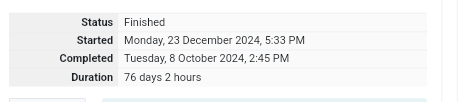 Status Finished
Started Monday, 23 December 2024, 5:33 PM
Completed Tuesday, 8 October 2024, 2:45 PM
Duration 76 days 2 hours